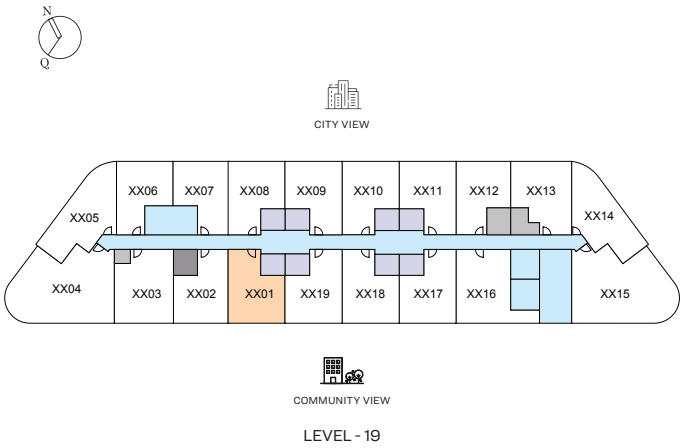 N
Q
CITY VIEW
XX06 XX07 XX08 XX09 XX10 XX11 XX12 XX13
XX05 XX14
XX04 XX03 XX02 XX01 XX19 XX18 XX17 XX16 XX15
COMMUNITY VIEW
LEVEL - 19